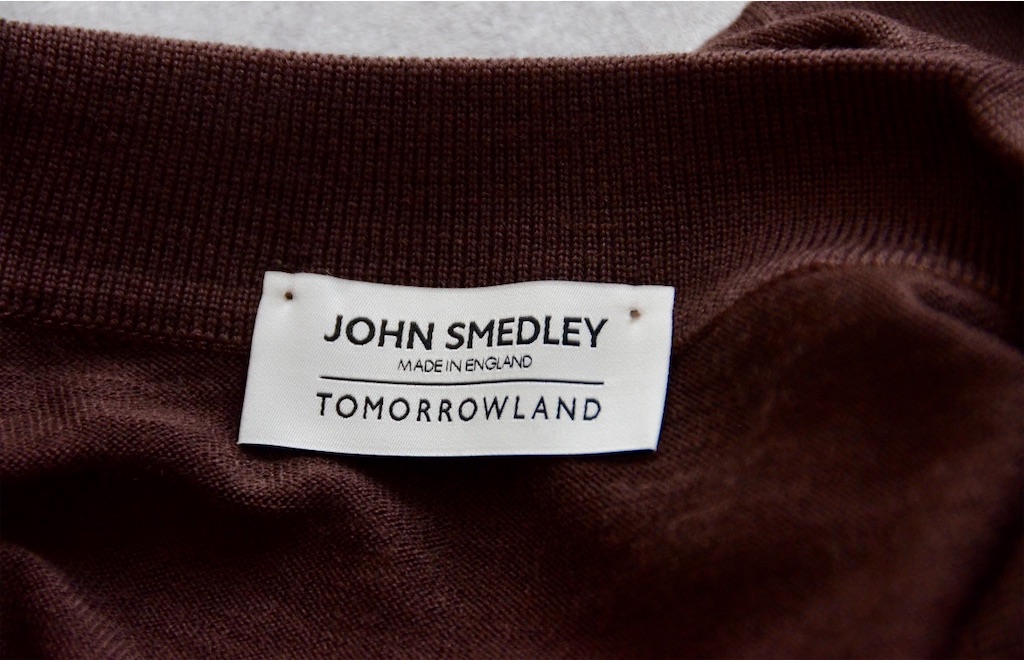 JOHN SMEDLEY
MADE IN ENGLAND
TOMORROWLAND